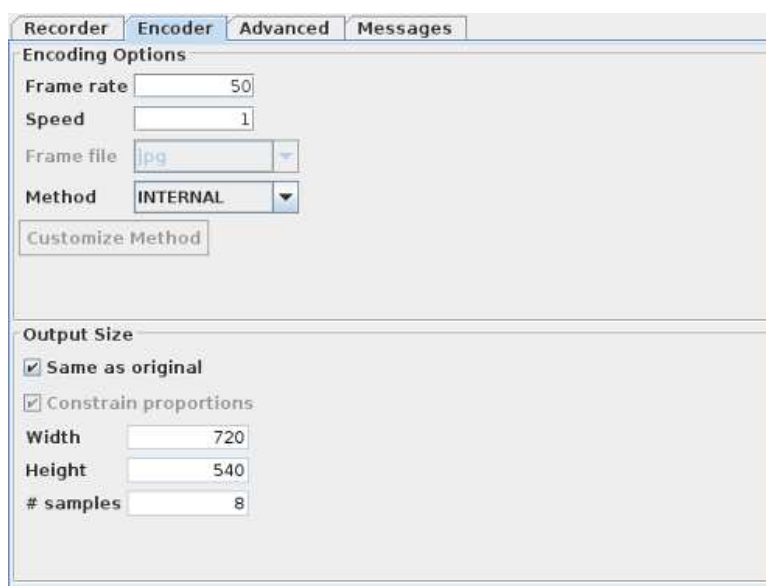 Recorder Encoder Advanced Messages
Encoding Options
Frame rate 50
Speed 1
Frame file jpg
Method INTERNAL
Customize Method
Output Size
Same as original
Constrain proportions
Width 720
Height 540
# samples 8